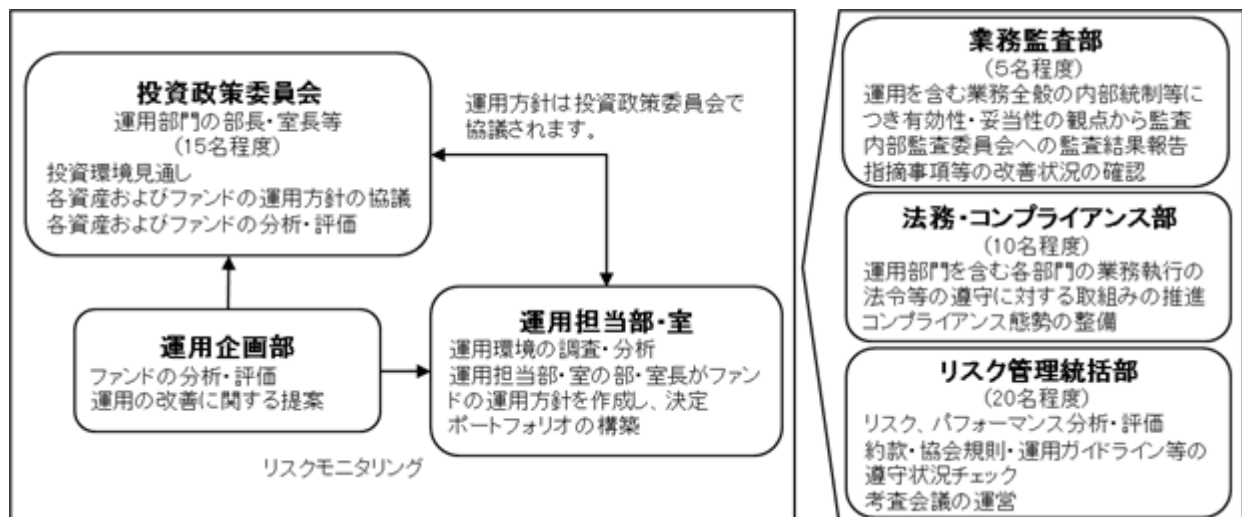 投資政策委員会
運用部門の部長・室長等
(15名程度)
投資環境見通し
各資産およびファンドの運用方針の協議
各資産およびファンドの分析・評価
運用方針は投資政策委員会で
協議されます。
運用企画部
ファンドの分析・評価
運用の改善に関する提案
運用担当部・室
運用環境の調査・分析
運用担当部・室の部・室長がファン
ドの運用方針を作成し、決定
ポートフォリオの構築
リスクモニタリング
業務監査部
(5名程度)
運用を含む業務全般の内部統制等に
つき有効性・妥当性の観点から監査
内部監査委員会への監査結果報告
指摘事項等の改善状況の確認
法務・コンプライアンス部
(10名程度)
運用部門を含む各部門の業務執行の
法令等の遵守に対する取組みの推進
コンプライアンス態勢の整備
リスク管理統括部
(20名程度)
リスク、パフォーマンス分析・評価
約款・協会規則・運用ガイドライン等の
遵守状況チェック
考査会議の運営